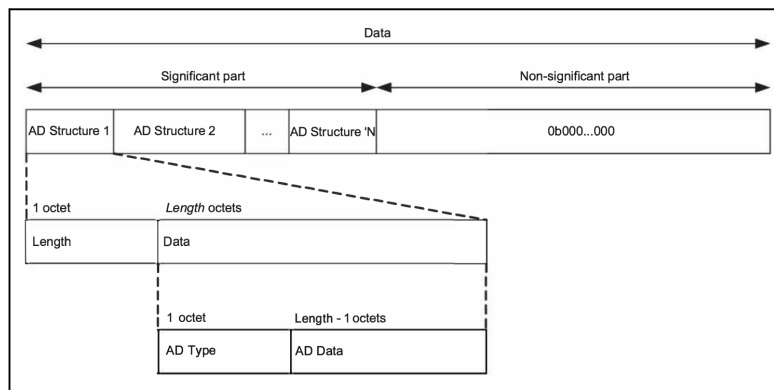 Data
Significant part Non-significant part
AD Structure 1 AD Structure 2 ... AD Structure 'N 0b000...000
1 octet Length octets
Length Data
1 octet Length - 1 octets
AD Type AD Data